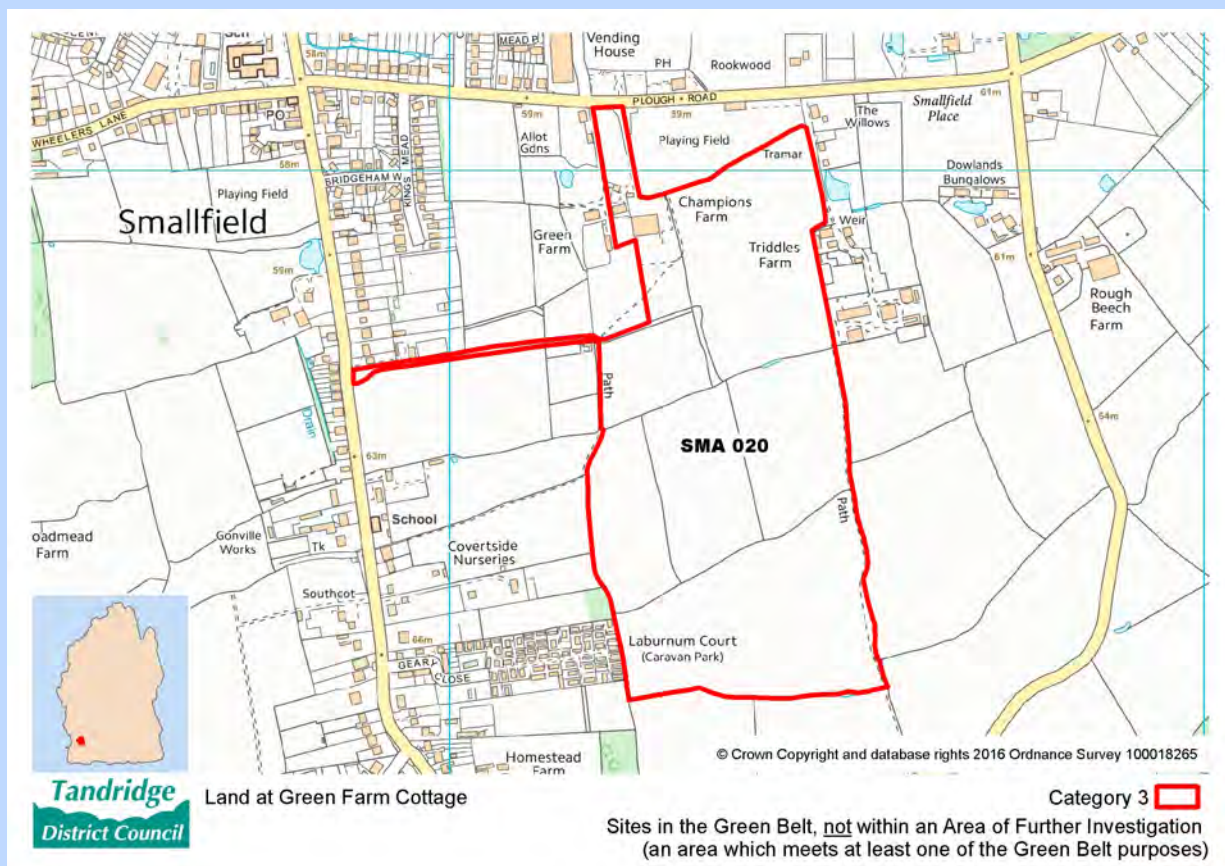 Sch
58m
MEAD P
Vending
House
PH
Rookwood
61m
PLOUGH ROAD
59m
59m
WHEELERS LANE
PO
Allot
Gdns
Playing Field
The
Willows
Smallfield
Place
58m
BRIDGEHAM W
KINGS MEAD
Tramar
Dowlands
Bungalows
Playing Field
Smallfield
Champions
Farm
Green
Farm
Weir
Triddles
Farm
59m
61m
Rough
Beech
Farm
Drain
Path
54m
63m
SMA 020
School
Path
oadmead
Farm
Gonville
Works
Tk
Covertside
Nurseries
Southcot
66m
GEARY
CLOSE
Laburnum Court
(Caravan Park)
Homestead
Farm
© Crown Copyright and database rights 2016 Ordnance Survey 100018265
Tandridge
District Council
Land at Green Farm Cottage
Category 3
Sites in the Green Belt, not within an Area of Further Investigation
(an area which meets at least one of the Green Belt purposes)